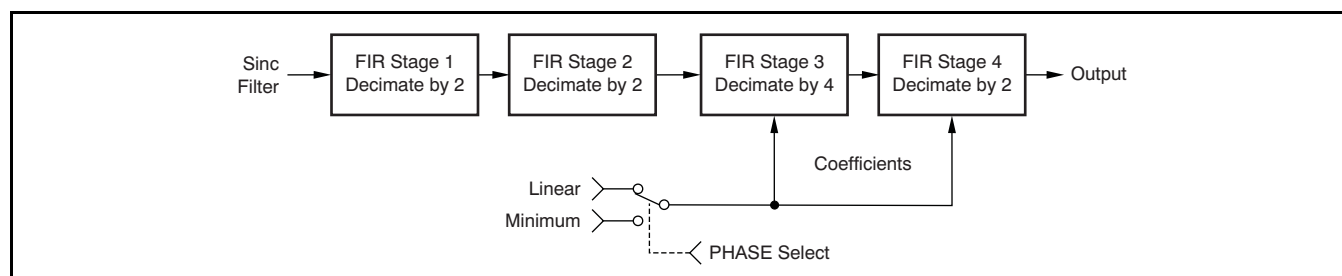 Sinc
Filter
FIR Stage 1
Decimate by 2
FIR Stage 2
Decimate by 2
FIR Stage 3
Decimate by 4
FIR Stage 4
Decimate by 2
Output
Coefficients
Linear
Minimum
PHASE Select